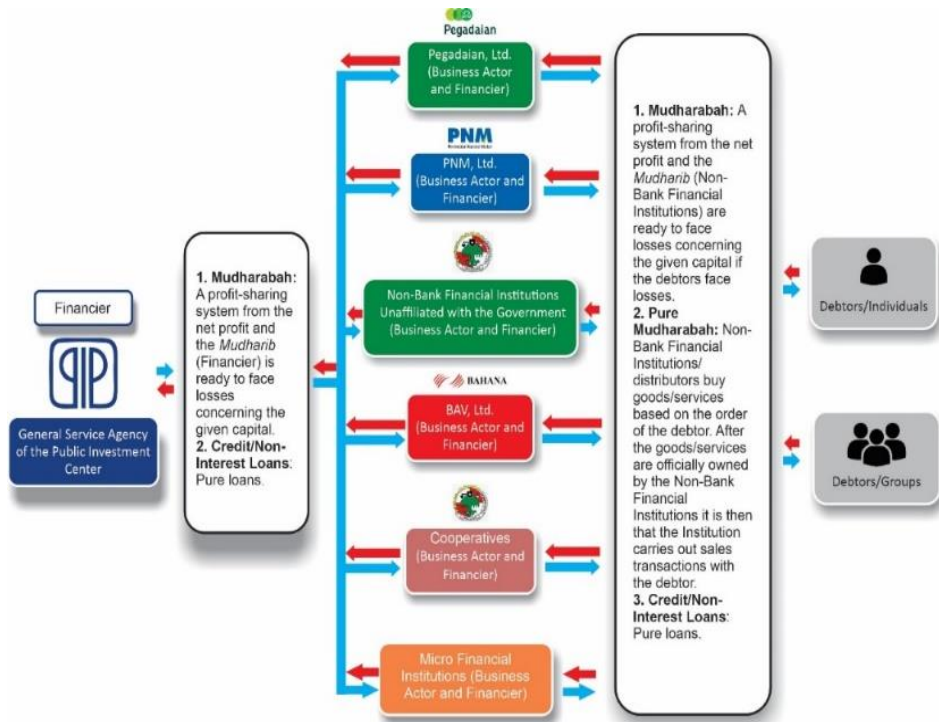 Financier
PIP
General Service Agency
of the Public Investment
Center
1. Mudharabah:
A profit-sharing
system from the
net profit and
the Mudharib
(Financier) is
ready to face
losses
concerning the
given capital.
2. Credit/Non-
Interest Loans:
Pure loans.
Pegadaian
Pegadaian, Ltd.
(Business Actor
and Financier)
PNM
PNM, Ltd.
(Business Actor and
Financier)
Non-Bank Financial Institutions
Unaffiliated with the Government
(Business Actor and Financier)
BAHANA
BAV, Ltd.
(Business Actor and
Financier)
Cooperatives
(Business Actor and
Financier)
Micro Financial
Institutions (Business
Actor and Financier)
1. Mudharabah: A
profit-sharing
system from the net
profit and the
Mudharib (Non-
Bank Financial
Institutions) are
ready to face
losses concerning
the given capital if
the debtors face
losses.
2. Pure
Mudharabah: Non-
Bank Financial
Institutions/
distributors buy
goods/services
based on the order
of the debtor. After
the goods/services
are officially owned
by the Non-Bank
Financial
Institutions it is then
that the Institution
carries out sales
transactions with
the debtor.
3. Credit/Non-
Interest Loans:
Pure loans.
Debtors/Individuals
Debtors/Groups